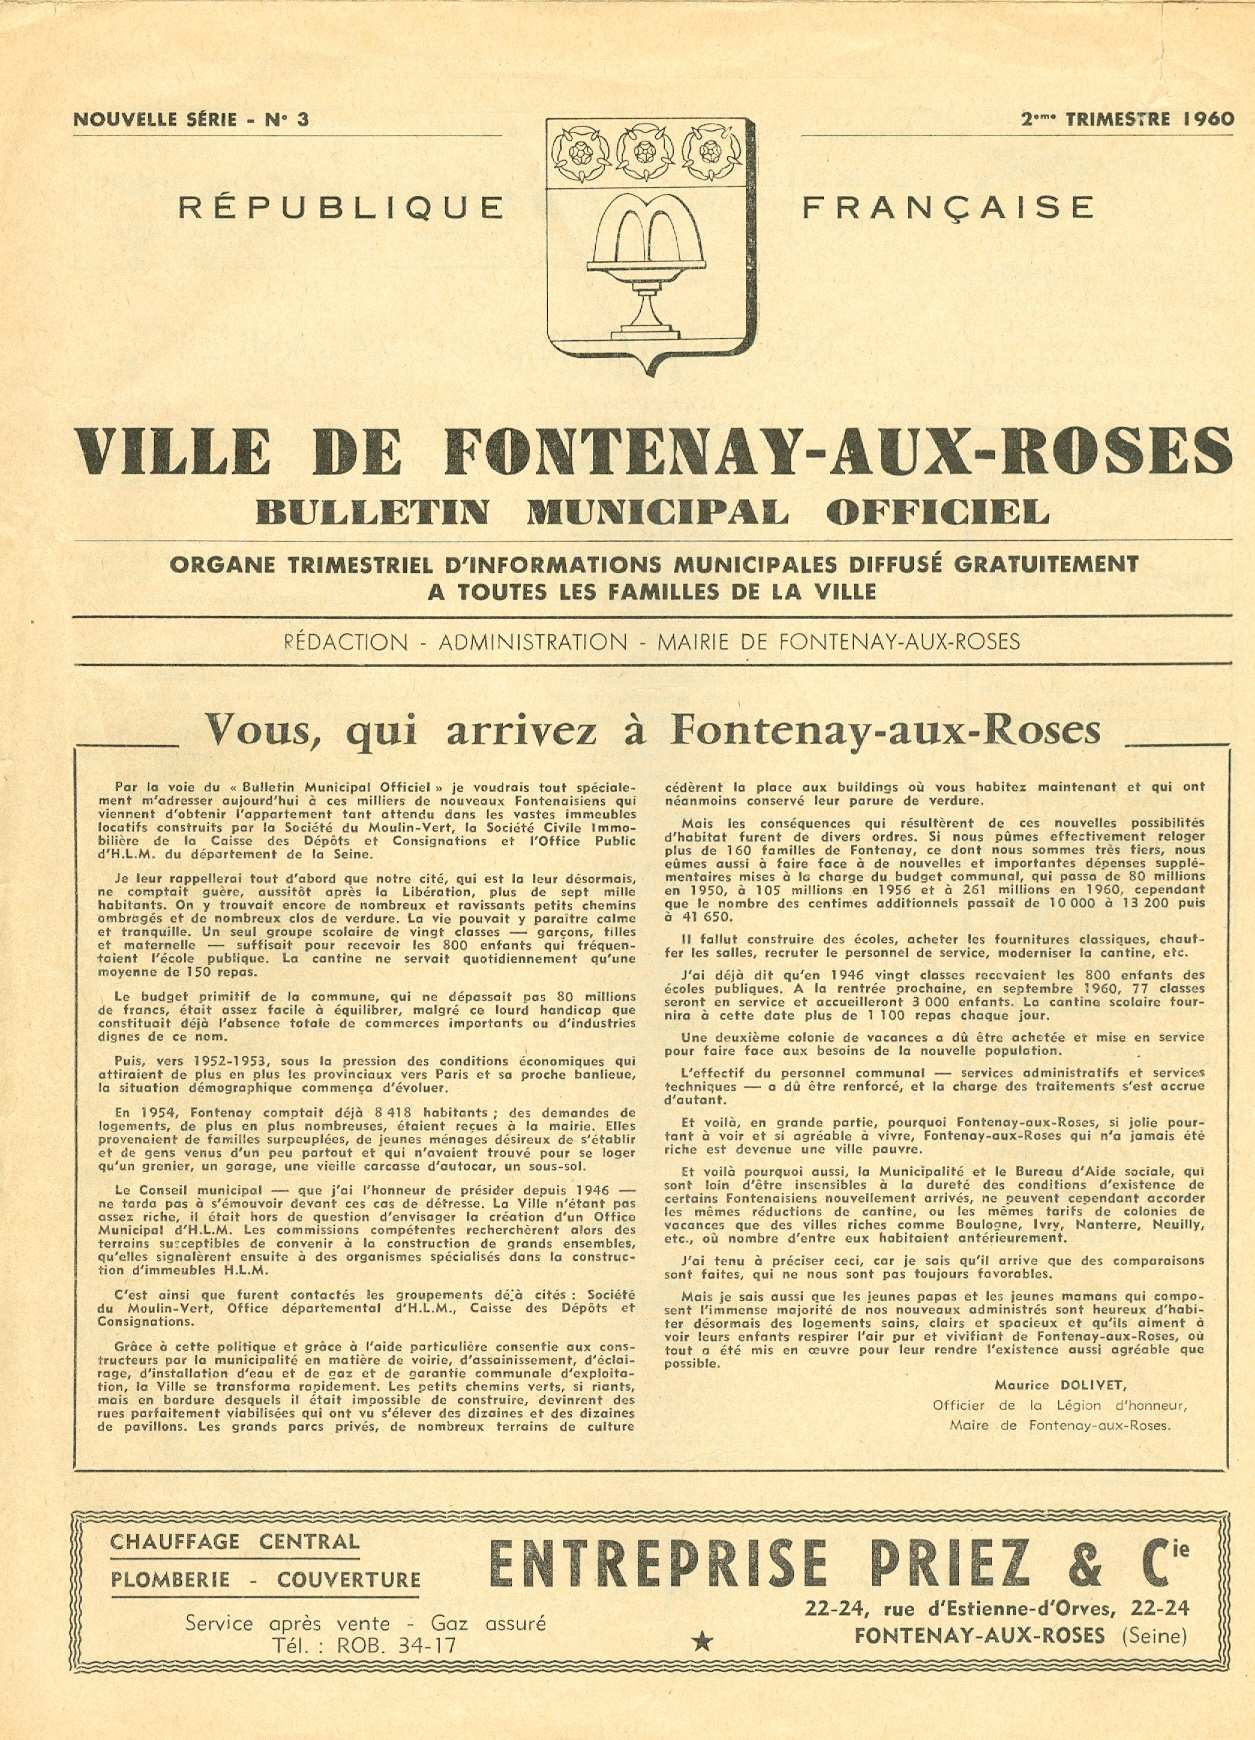 NOUVELLE SÉRIE - N° 3
2eme TRIMESTRE 1960
RÉPUBLIQUE FRANÇAISE
VILLE DE FONTENAY-AUX-ROSES
BULLETIN MUNICIPAL OFFICIEL
ORGANE TRIMESTRIEL D'INFORMATIONS MUNICIPALES DIFFUSÉ GRATUITEMENT
A TOUTES LES FAMILLES DE LA VILLE
RÉDACTION - ADMINISTRATION - MAIRIE DE FONTENAY-AUX-ROSES
Vous, qui arrivez à Fontenay-aux-Roses
Par la voie du « Bulletin Municipal Officiel » je voudrais tout spéciale-
ment m'adresser aujourd'hui à ces milliers de nouveaux Fontenaisiens qui
viennent d'obtenir l'appartement tant attendu dans les vastes immeubles
locatifs construits par la Société du Moulin-Vert, la Société Civile Immo-
bilière de la Caisse des Dépôts et Consignations et l'Office Public
d'H.L.M. du département de la Seine.
Je leur rappellerai tout d'abord que notre cité, qui est la leur désormais,
ne comptait guère, aussitôt après la Libération, plus de sept mille
habitants. On y trouvait encore de nombreux et ravissants petits chemins
ombragés et de nombreux clos de verdure. La vie pouvait y paraître calme
et tranquille. Un seul groupe scolaire de vingt classes — garçons, filles
et maternelle — suffisait pour recevoir les 800 enfants qui fréquen-
taient l'école publique. La cantine ne servait quotidiennement qu'une
moyenne de 150 repas.
Le budget primitif de la commune, qui ne dépassait pas 80 millions
de francs, était assez facile à équilibrer, malgré ce lourd handicap que
constituait déjà l'absence totale de commerces importants ou d'industries
dignes de ce nom.
Puis, vers 1952-1953, sous la pression des conditions économiques qui
attiraient de plus en plus les provinciaux vers Paris et sa proche banlieue,
la situation démographique commença d'évoluer.
En 1954, Fontenay comptait déjà 8 418 habitants ; des demandes de
logements, de plus en plus nombreuses, étaient reçues à la mairie. Elles
provenaient de familles surpeuplées, de jeunes ménages désireux de s'établir
et de gens venus d'un peu partout et qui n'avaient trouvé pour se loger
qu'un grenier, un garage, une vieille carcasse d'autocar, un sous-sol.
Le Conseil municipal — que j'ai l'honneur de présider depuis 1946 —
ne tarda pas à s'émouvoir devant ces cas de détresse. La Ville n'étant pas
assez riche, il était hors de question d'envisager la création d'un Office
Municipal d'H.L.M. Les commissions compétentes recherchèrent alors des
terrains susceptibles de convenir à la construction de grands ensembles,
qu'elles signalèrent ensuite à des organismes spécialisés dans la construc-
tion d'immeubles H.L.M.
C'est ainsi que furent contactés les groupements déjà cités : Société
du Moulin-Vert, Office départemental d'H.L.M., Caisse des Dépôts et
Consignations.
Grâce à cette politique et grâce à l'aide particulière consentie aux cons-
tructeurs par la municipalité en matière de voirie, d'assainissement, d'éclai-
rage, d'installation d'eau et de gaz et de garantie communale d'exploita-
tion, la Ville se transforma rapidement. Les petits chemins verts, si riants,
mais en bordure desquels il était impossible de construire, devinrent des
rues parfaitement viabilisées qui ont vu s'élever des dizaines et des dizaines
de pavillons. Les grands parcs privés, de nombreux terrains de culture
cédèrent la place aux buildings où vous habitez maintenant et qui ont
néanmoins conservé leur parure de verdure.
Mais les conséquences qui résultèrent de ces nouvelles possibilités
d'habitat furent de divers ordres. Si nous pûmes effectivement reloger
plus de 160 familles de Fontenay, ce dont nous sommes très fiers, nous
eûmes aussi à faire face à de nouvelles et importantes dépenses supplé-
mentaires mises à la charge du budget communal, qui passa de 80 millions
en 1950, à 105 millions en 1956 et à 261 millions en 1960, cependant
que le nombre des centimes additionnels passait de 10 000 à 13 200 puis
à 41 650.
Il fallut construire des écoles, acheter les fournitures classiques, chauf-
fer les salles, recruter le personnel de service, moderniser la cantine, etc.
J'ai déjà dit qu'en 1946 vingt classes recevaient les 800 enfants des
écoles publiques. A la rentrée prochaine, en septembre 1960, 77 classes
seront en service et accueilleront 3 000 enfants. La cantine scolaire four-
nira à cette date plus de 1 100 repas chaque jour.
Une deuxième colonie de vacances a dû être achetée et mise en service
pour faire face aux besoins de la nouvelle population.
L'effectif du personnel communal — services administratifs et services
techniques — a dû être renforcé, et la charge des traitements s'est accrue
d'autant.
Et voilà, en grande partie, pourquoi Fontenay-aux-Roses, si jolie pour-
tant à voir et si agréable à vivre, Fontenay-aux-Roses qui n'a jamais été
riche est devenue une ville pauvre.
Et voilà pourquoi aussi, la Municipalité et le Bureau d'Aide sociale, qui
sont loin d'être insensibles à la dureté des conditions d'existence de
certains Fontenaisiens nouvellement arrivés, ne peuvent cependant accorder
les mêmes réductions de cantine, ou les mêmes tarifs de colonies de
vacances que des villes riches comme Boulogne, Ivry, Nanterre, Neuilly,
etc., où nombre d'entre eux habitaient antérieurement.
J'ai tenu à préciser ceci, car je sais qu'il arrive que des comparaisons
sont faites, qui ne nous sont pas toujours favorables.
Mais je sais aussi que les jeunes papas et les jeunes mamans qui compo-
sent l'immense majorité de nos nouveaux administrés sont heureux d'habi-
ter désormais des logements sains, clairs et spacieux et qu'ils aiment à
voir leurs enfants respirer l'air pur et vivifiant de Fontenay-aux-Roses, où
tout a été mis en œuvre pour leur rendre l'existence aussi agréable que
possible.
Maurice DOLIVET,
Officier de la Légion d'honneur,
Maire de Fontenay-aux-Roses.
CHAUFFAGE CENTRAL
PLOMBERIE - COUVERTURE
Service après vente - Gaz assuré
Tél. : ROB. 34-17
ENTREPRISE PRIEZ & Cie
22-24, rue d'Estienne-d'Orves, 22-24
FONTENAY-AUX-ROSES (Seine)